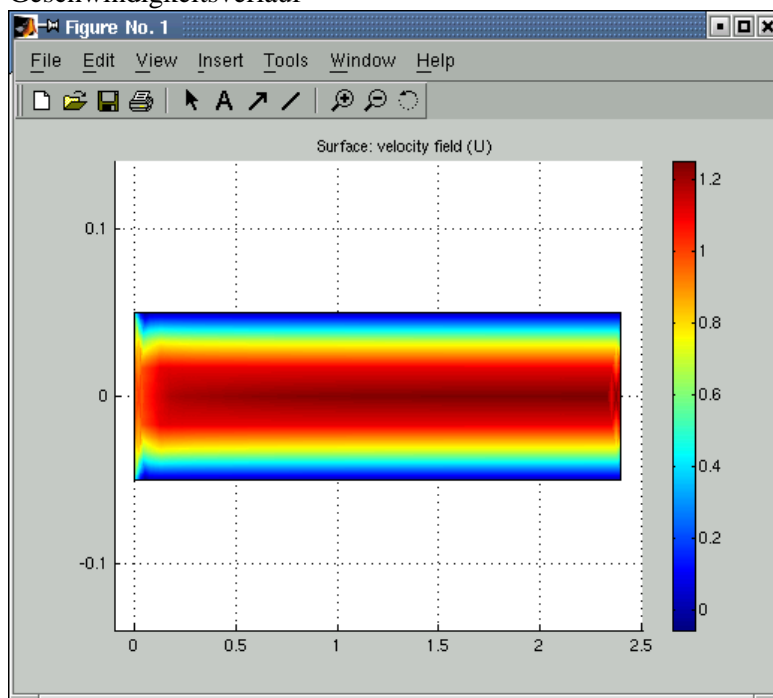 Geschwindigkeitsverlauf
Figure No. 1
File Edit View Insert Tools Window Help
A
Surface: velocity field (U)
0.1
0
-0.1
0 0.5 1 1.5 2 2.5
1.2
1
0.8
0.6
0.4
0.2
0